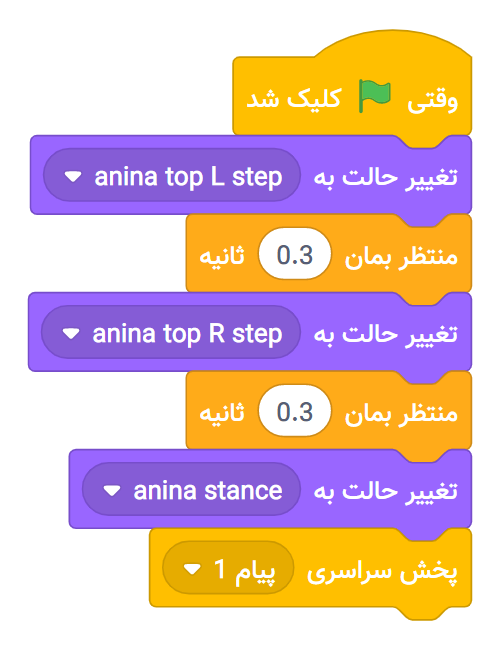 وقتی کلیک شد
تغییر حالت به anina top L step
منتظر بمان 0.3 ثانیه
تغییر حالت به anina top R step
منتظر بمان 0.3 ثانیه
تغییر حالت به anina stance
پخش سراسری پیام 1